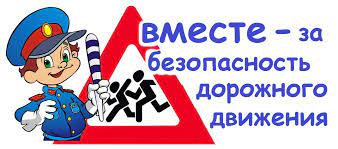 вместе – за
безопасность
дорожного
движения